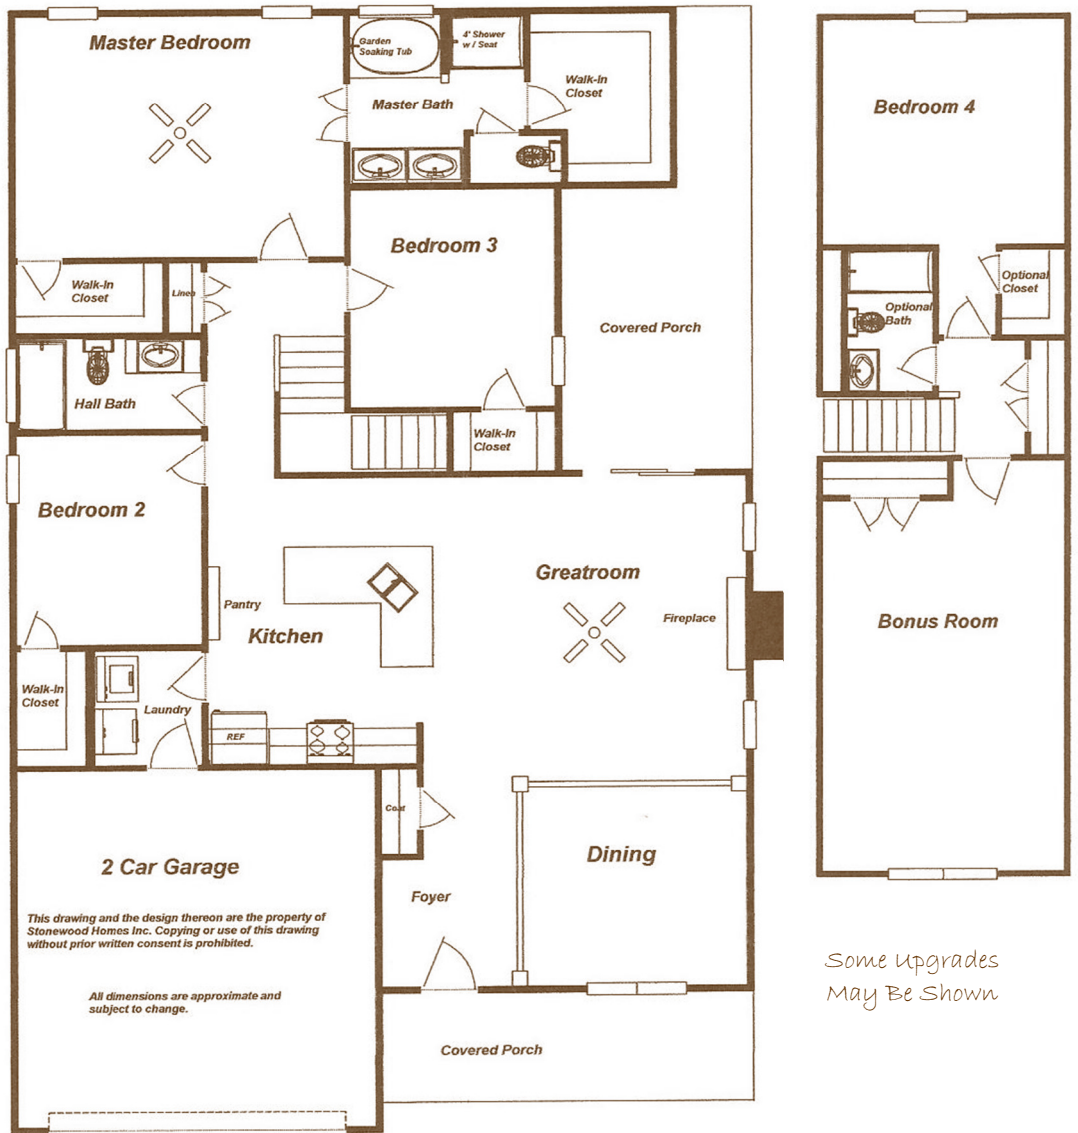 Master Bedroom
Garden
Soaking Tub
4' Shower
w / Seat
Walk-In
Closet
Master Bath
Bedroom 3
Walk-In
Closet
Linen
Covered Porch
Hall Bath
Walk-In
Closet
Bedroom 2
Greatroom
Pantry
Kitchen
Fireplace
Walk-In
Closet
Laundry
REF
Coat
2 Car Garage
Dining
Foyer
This drawing and the design thereon are the property of
Stonewood Homes Inc. Copying or use of this drawing
without prior written consent is prohibited.
All dimensions are approximate and
subject to change.
Covered Porch
Bedroom 4
Optional
Closet
Optional
Bath
Bonus Room
Some Upgrades
May Be Shown